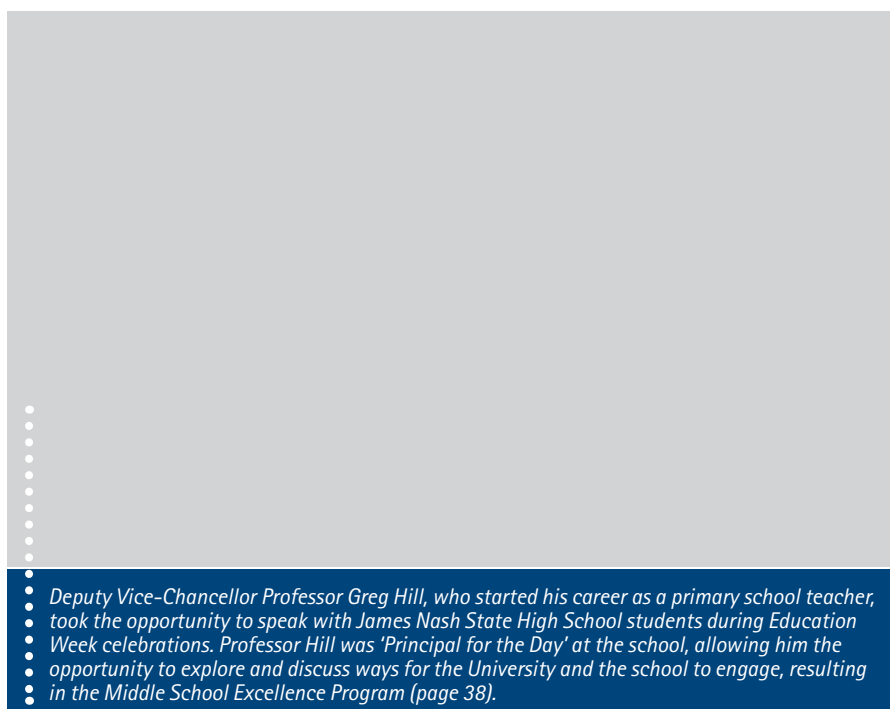 Deputy Vice-Chancellor Professor Greg Hill, who started his career as a primary school teacher,
took the opportunity to speak with James Nash State High School students during Education
Week celebrations. Professor Hill was 'Principal for the Day' at the school, allowing him the
opportunity to explore and discuss ways for the University and the school to engage, resulting
in the Middle School Excellence Program (page 38).